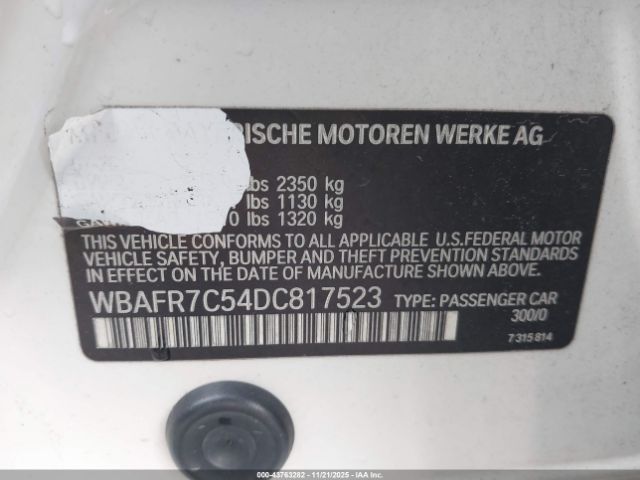 RISCHE MOTOREN WERKE AG
lbs 2350 kg
lbs 1130 kg
0 lbs 1320 kg
THIS VEHICLE CONFORMS TO ALL APPLICABLE U.S.FEDERAL MOTOR
VEHICLE SAFETY, BUMPER AND THEFT PREVENTION STANDARDS
IN EFFECT ON THE DATE OF MANUFACTURE SHOWN ABOVE.
WBAFR7C54DC817523 TYPE: PASSENGER CAR
300/0
7 315 814
000-43763282 - 11/21/2025 - IAA Inc.